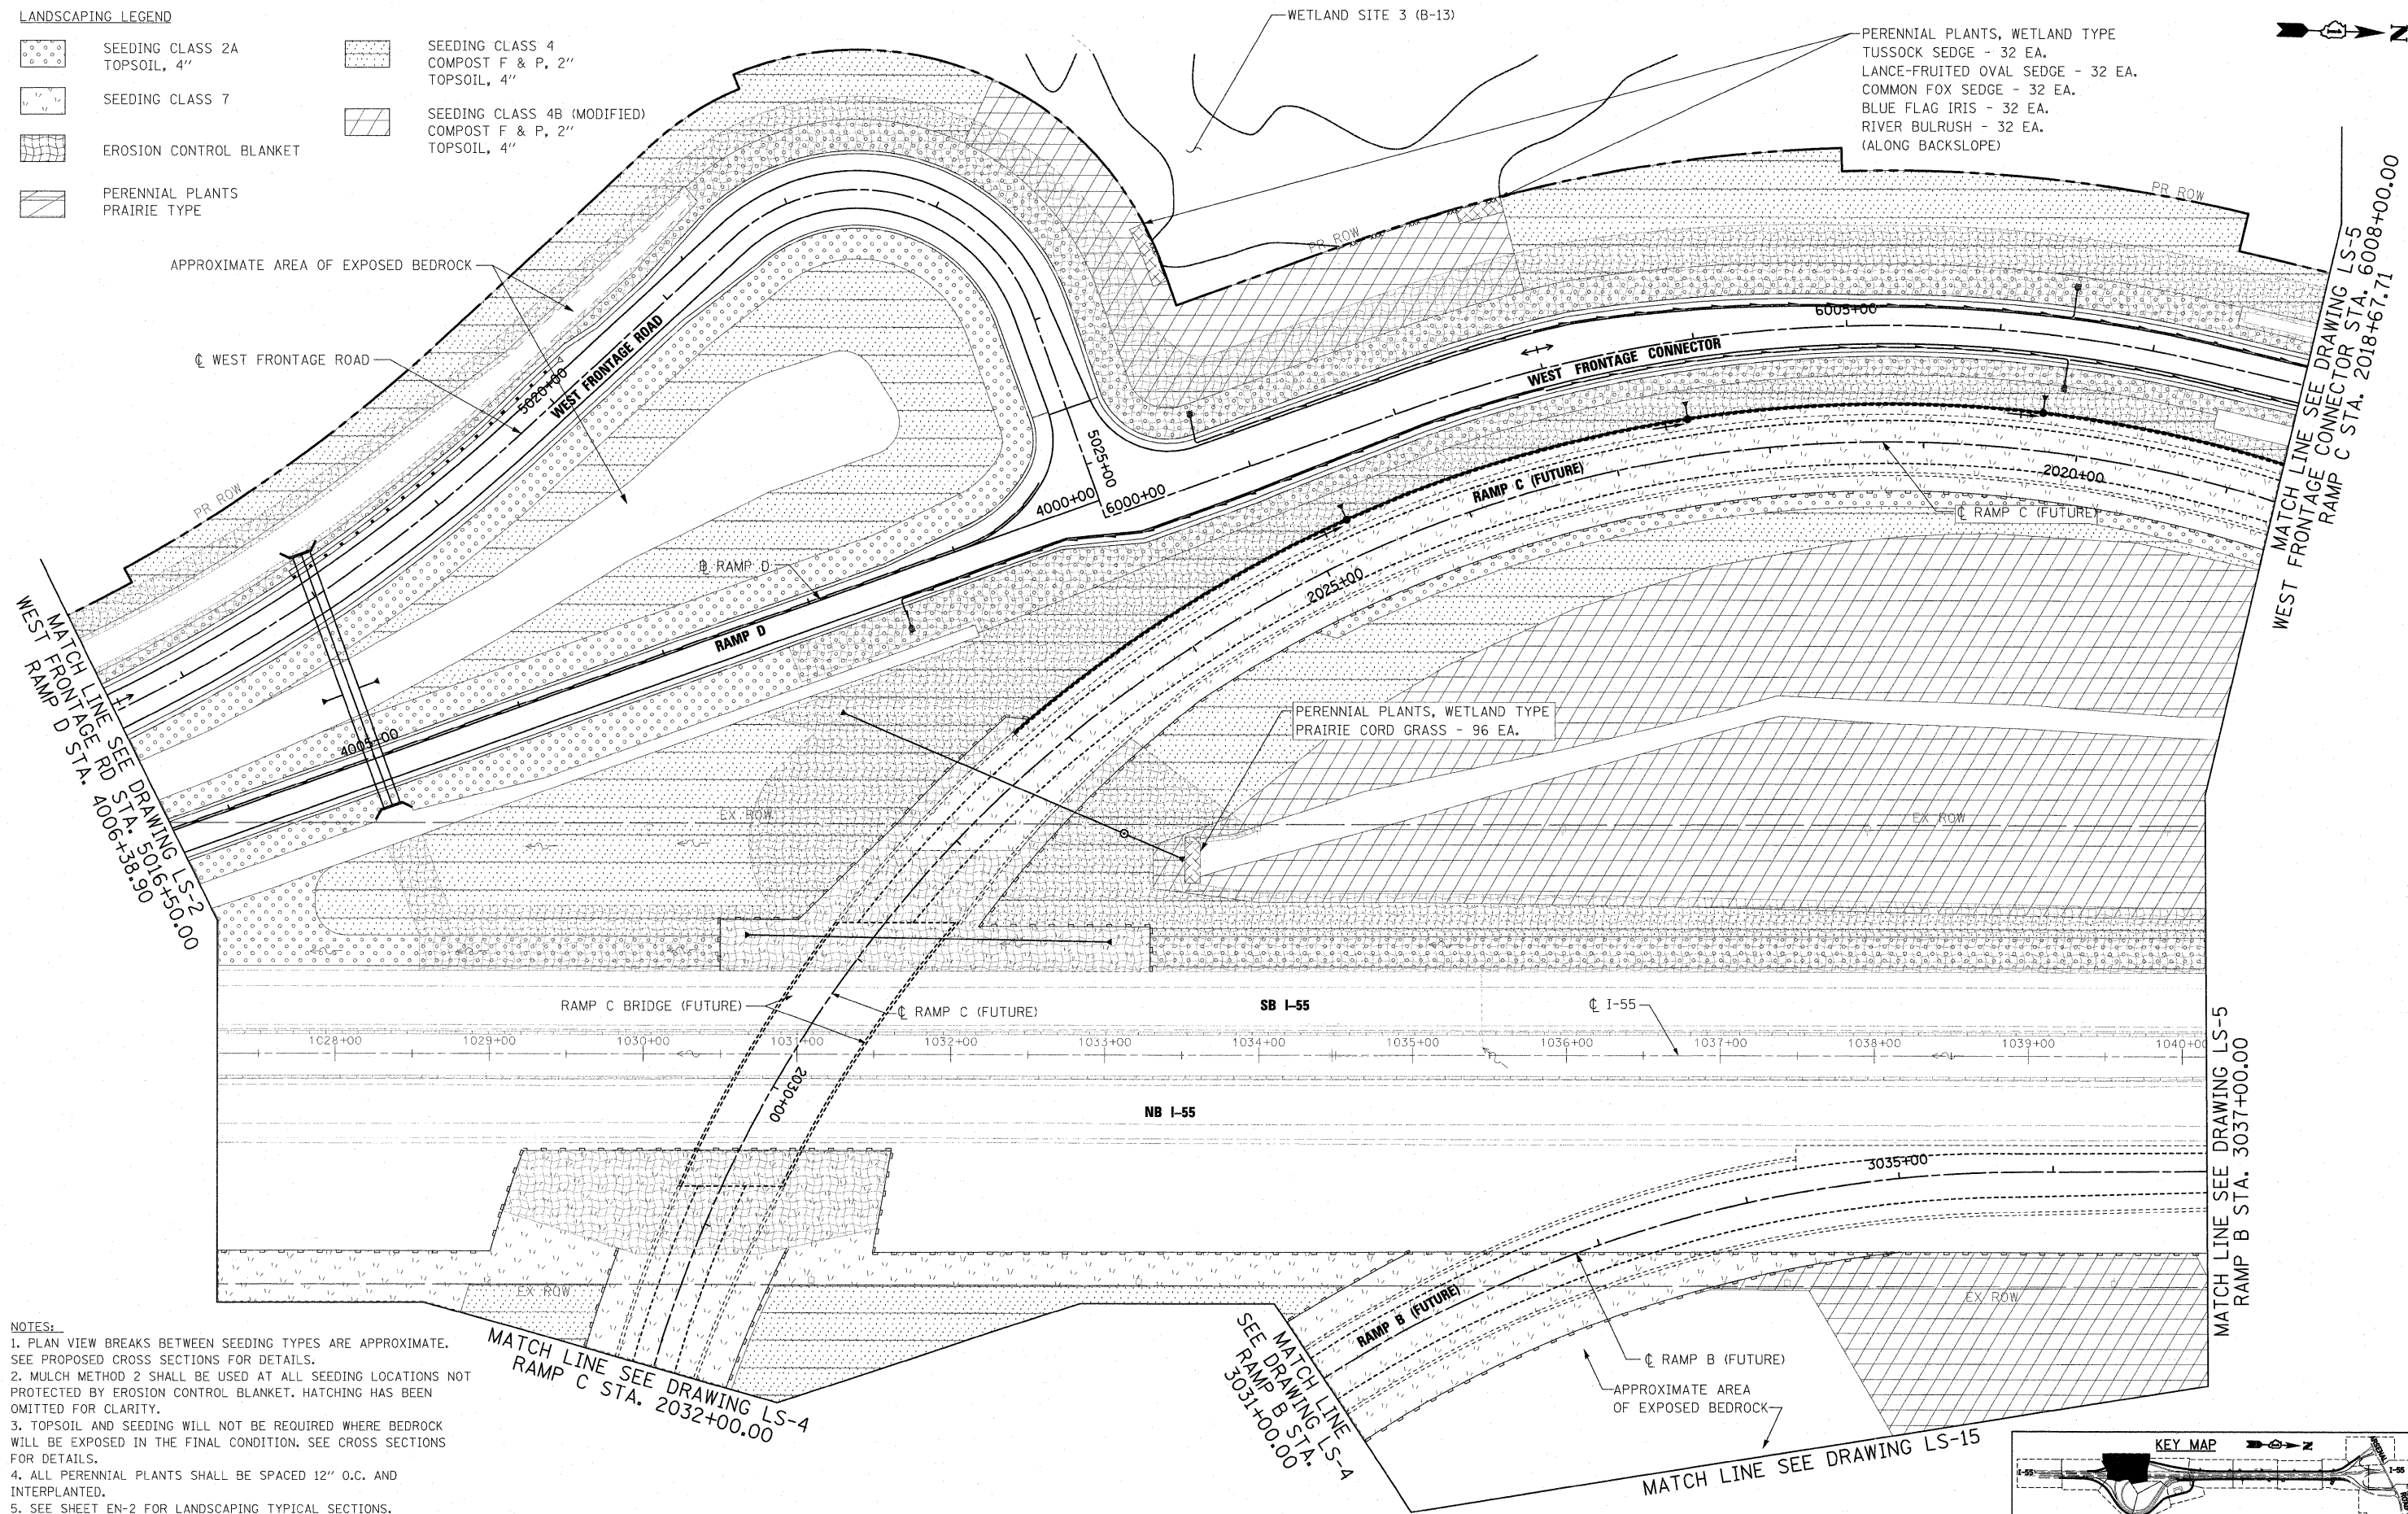 LANDSCAPING LEGEND
SEEDING CLASS 2A
TOPSOIL, 4"
SEEDING CLASS 7
EROSION CONTROL BLANKET
PERENNIAL PLANTS
PRAIRIE TYPE
SEEDING CLASS 4
COMPOST F & P, 2"
TOPSOIL, 4"
SEEDING CLASS 4B (MODIFIED)
COMPOST F & P, 2"
TOPSOIL, 4"
WETLAND SITE 3 (B-13)
PERENNIAL PLANTS, WETLAND TYPE
TUSSOCK SEDGE - 32 EA.
LANCE-FRUITED OVAL SEDGE - 32 EA.
COMMON FOX SEDGE - 32 EA.
BLUE FLAG IRIS - 32 EA.
RIVER BULRUSH - 32 EA.
(ALONG BACKSLOPE)
N
PR ROW
PR ROW
PR ROW
APPROXIMATE AREA OF EXPOSED BEDROCK
℄ WEST FRONTAGE ROAD
5020+00
WEST FRONTAGE ROAD
5025+00
4000+00
6000+00
6005+00
WEST FRONTAGE CONNECTOR
RAMP C (FUTURE)
2020+00
℄ RAMP C (FUTURE)
2025+00
MATCH LINE SEE DRAWING LS-5
WEST FRONTAGE CONNECTOR STA. 6008+00.00
RAMP C STA. 2018+67.71
RAMP D
RAMP D
4005+00
MATCH LINE SEE DRAWING LS-2
WEST FRONTAGE RD STA. 5016+50.00
RAMP D STA. 4006+38.90
PERENNIAL PLANTS, WETLAND TYPE
PRAIRIE CORD GRASS - 96 EA.
EX ROW
EX ROW
RAMP C BRIDGE (FUTURE)
℄ RAMP C (FUTURE)
SB I-55
℄ I-55
1028+00
1029+00
1030+00
1031+00
1032+00
1033+00
1034+00
1035+00
1036+00
1037+00
1038+00
1039+00
1040+00
2030+00
NB I-55
3035+00
MATCH LINE SEE DRAWING LS-5
RAMP B STA. 3037+00.00
EX ROW
EX ROW
RAMP B (FUTURE)
℄ RAMP B (FUTURE)
APPROXIMATE AREA
OF EXPOSED BEDROCK
MATCH LINE SEE DRAWING LS-4
RAMP C STA. 2032+00.00
MATCH LINE
SEE DRAWING LS-4
RAMP B STA.
3031+00.00
MATCH LINE SEE DRAWING LS-15
NOTES:
1. PLAN VIEW BREAKS BETWEEN SEEDING TYPES ARE APPROXIMATE.
SEE PROPOSED CROSS SECTIONS FOR DETAILS.
2. MULCH METHOD 2 SHALL BE USED AT ALL SEEDING LOCATIONS NOT
PROTECTED BY EROSION CONTROL BLANKET. HATCHING HAS BEEN
OMITTED FOR CLARITY.
3. TOPSOIL AND SEEDING WILL NOT BE REQUIRED WHERE BEDROCK
WILL BE EXPOSED IN THE FINAL CONDITION. SEE CROSS SECTIONS
FOR DETAILS.
4. ALL PERENNIAL PLANTS SHALL BE SPACED 12" O.C. AND
INTERPLANTED.
5. SEE SHEET EN-2 FOR LANDSCAPING TYPICAL SECTIONS.
KEY MAP
N
I-55
I-55
ARSENAL